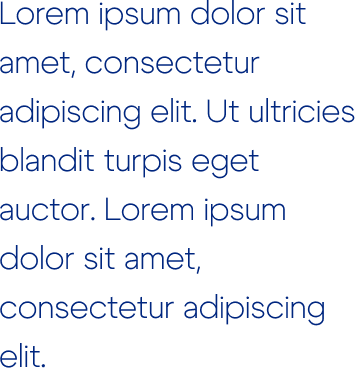 Lorem ipsum dolor sit
amet, consectetur
adipiscing elit. Ut ultricies
blandit turpis eget
auctor. Lorem ipsum
dolor sit amet,
consectetur adipiscing
elit.